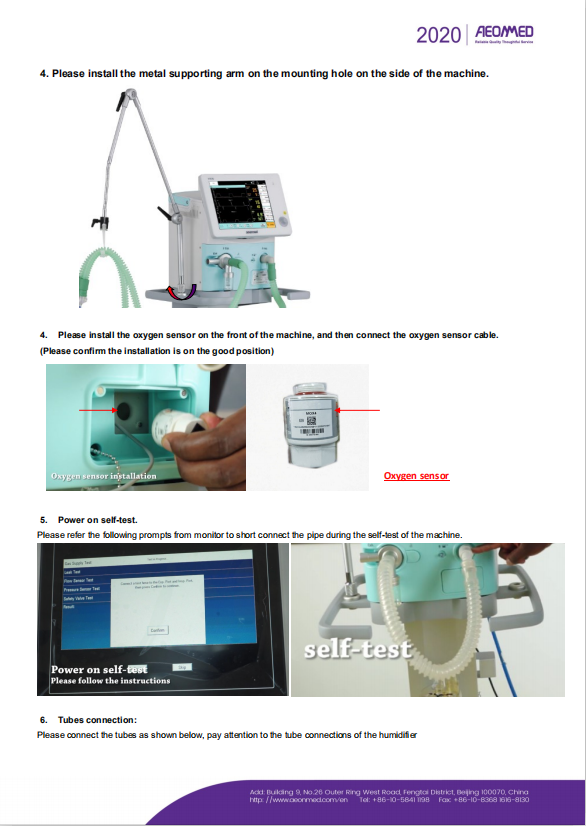 2020 AEONMED
Reliable Quality, Thoughtful Service
4. Please install the metal supporting arm on the mounting hole on the side of the machine.
4. Please install the oxygen sensor on the front of the machine, and then connect the oxygen sensor cable.
(Please confirm the installation is on the good position)
Oxygen sensor installation
Oxygen sensor
5. Power on self-test.
Please refer the following prompts from monitor to short connect the pipe during the self-test of the machine.
Gas Supply Test
Leak Test
Flow Sensor Test
Pressure Sensor Test
Safety Valve Test
Result
Confirm
Skip
Power on self-test
Please follow the instructions
self-test
6. Tubes connection:
Please connect the tubes as shown below, pay attention to the tube connections of the humidifier
Add: Building 9, No.26 Outer Ring West Road, Fengtai District, Beijing 100070, China
http: //www.aeonmed.com/en Tel: +86-10-5841 1198 Fax: +86-10-8368 1616-8130